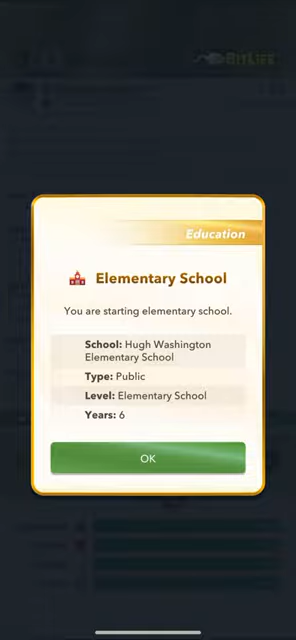 BitLife
Education
Elementary School
You are starting elementary school.
School: Hugh Washington
Elementary School
Type: Public
Level: Elementary School
Years: 6
OK